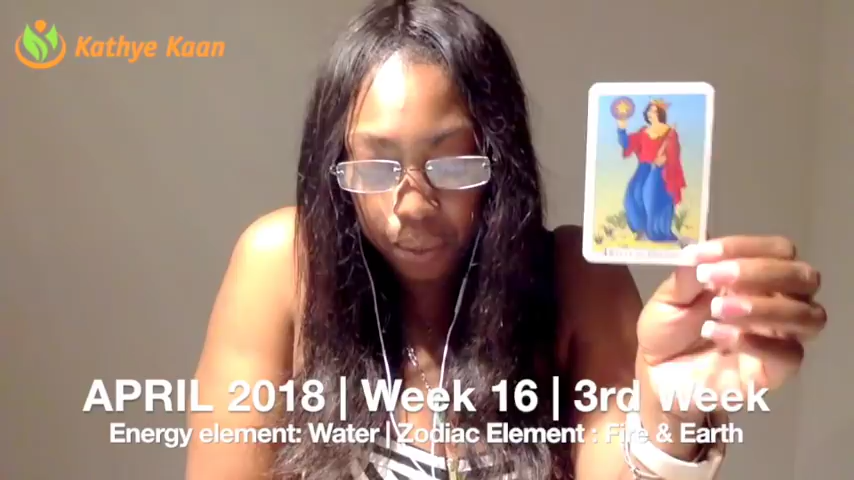 Kathye Kaan
APRIL 2018 | Week 16 | 3rd Week
Energy element: Water | Zodiac Element : Fire & Earth